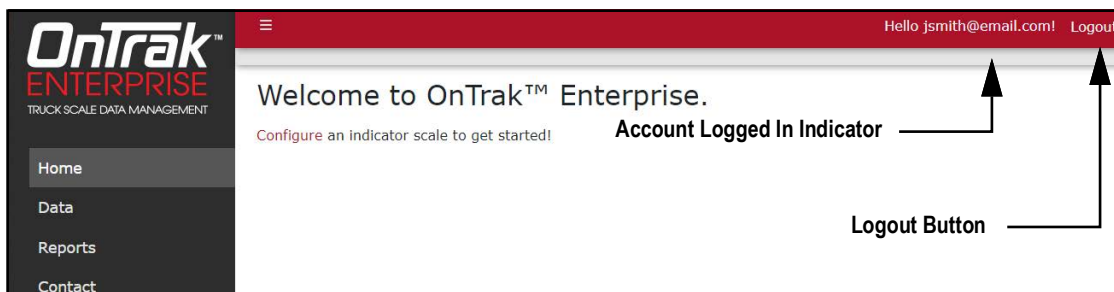 OnTrak™
ENTERPRISE
TRUCK SCALE DATA MANAGEMENT
☰
Hello jsmith@email.com! Logout
Welcome to OnTrak™ Enterprise.
Configure an indicator scale to get started!
Account Logged In Indicator
Logout Button
Home
Data
Reports
Contact